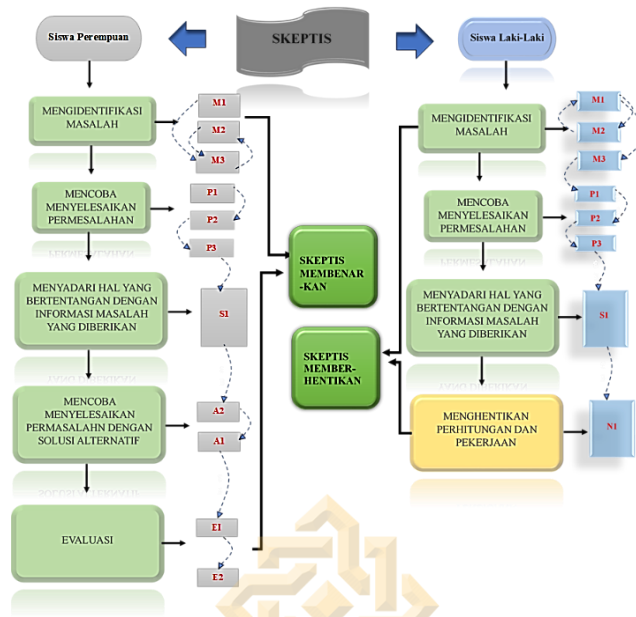 SKEPTIS
Siswa Perempuan
MENGIDENTIFIKASI
MASALAH
M1
M2
M3
MENCOBA
MENYELESAIKAN
PERMESALAHAN
P1
P2
P3
MENYADARI HAL YANG
BERTENTANGAN DENGAN
INFORMASI MASALAH
YANG DIBERIKAN
S1
MENCOBA
MENYELESAIKAN
PERMASALAHN DENGAN
SOLUSI ALTERNATIF
A2
A1
EVALUASI
E1
E2
SKEPTIS
MEMBENAR
-KAN
SKEPTIS
MEMBER-
HENTIKAN
Siswa Laki-Laki
MENGIDENTIFIKASI
MASALAH
M1
M2
M3
MENCOBA
MENYELESAIKAN
PERMESALAHAN
P1
P2
P3
MENYADARI HAL YANG
BERTENTANGAN DENGAN
INFORMASI MASALAH
YANG DIBERIKAN
S1
MENGHENTIKAN
PERHITUNGAN DAN
PEKERJAAN
N1